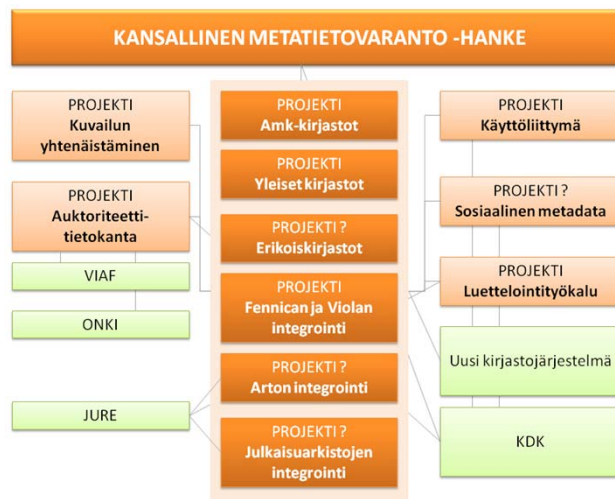 KANSALLINEN METATIETOVARANTO -HANKE
PROJEKTI
Kuvailun
yhtenäistäminen
PROJEKTI
Auktoriteetti-
tietokanta
VIAF
ONKI
JURE
PROJEKTI
Amk-kirjastot
PROJEKTI
Yleiset kirjastot
PROJEKTI ?
Erikoiskirjastot
PROJEKTI
Fennican ja Violan
integrointi
PROJEKTI ?
Arton integrointi
PROJEKTI ?
Julkaisuarkistojen
integrointi
PROJEKTI
Käyttöliittymä
PROJEKTI ?
Sosiaalinen metadata
PROJEKTI
Luettelointityökalu
Uusi kirjastojärjestelmä
KDK